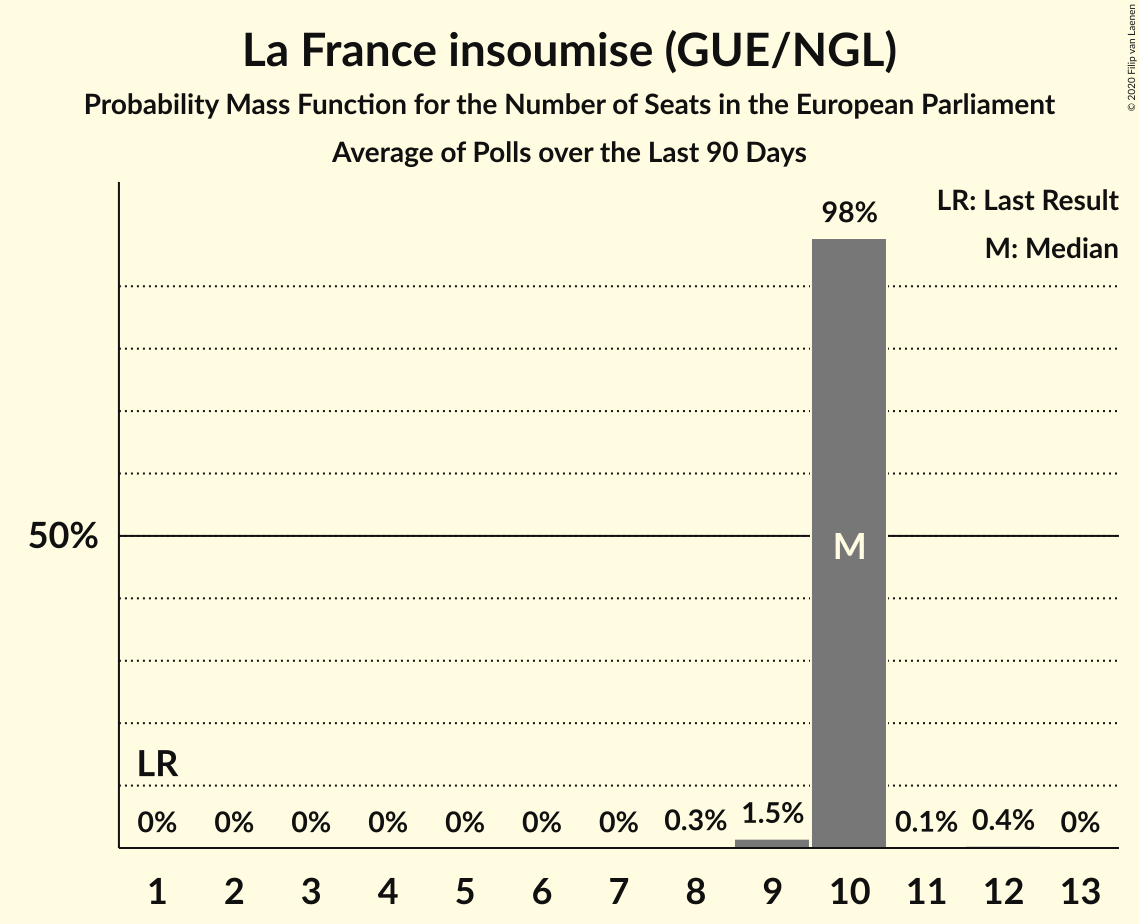 La France insoumise (GUE/NGL)
Probability Mass Function for the Number of Seats in the European Parliament
Average of Polls over the Last 90 Days
© 2020 Filip van Laenen
LR: Last Result
M: Median
98%
50%
M
LR
0% 0% 0% 0% 0% 0% 0% 0.3% 1.5% 0.1% 0.4% 0%
1 2 3 4 5 6 7 8 9 10 11 12 13